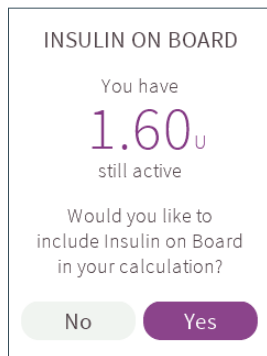 INSULIN ON BOARD
You have
1.60 U
still active
Would you like to
include Insulin on Board
in your calculation?
No Yes